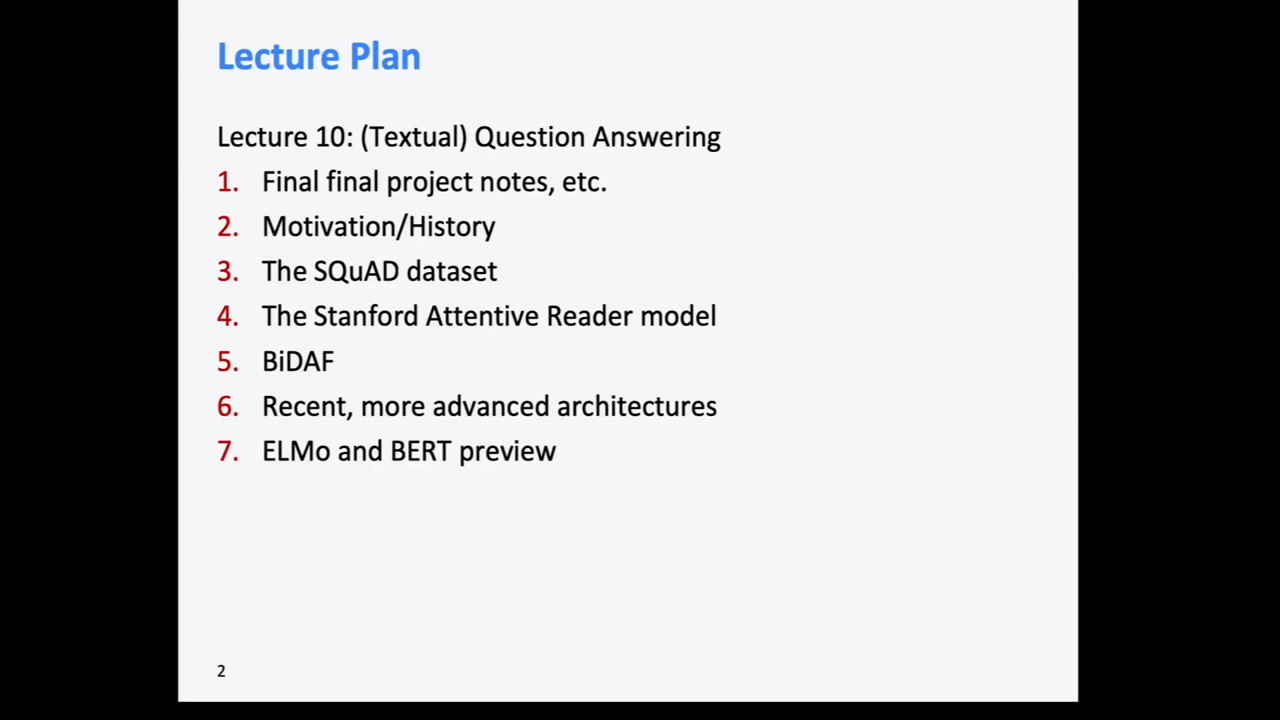 Lecture Plan
Lecture 10: (Textual) Question Answering
1. Final final project notes, etc.
2. Motivation/History
3. The SQuAD dataset
4. The Stanford Attentive Reader model
5. BiDAF
6. Recent, more advanced architectures
7. ELMo and BERT preview
2